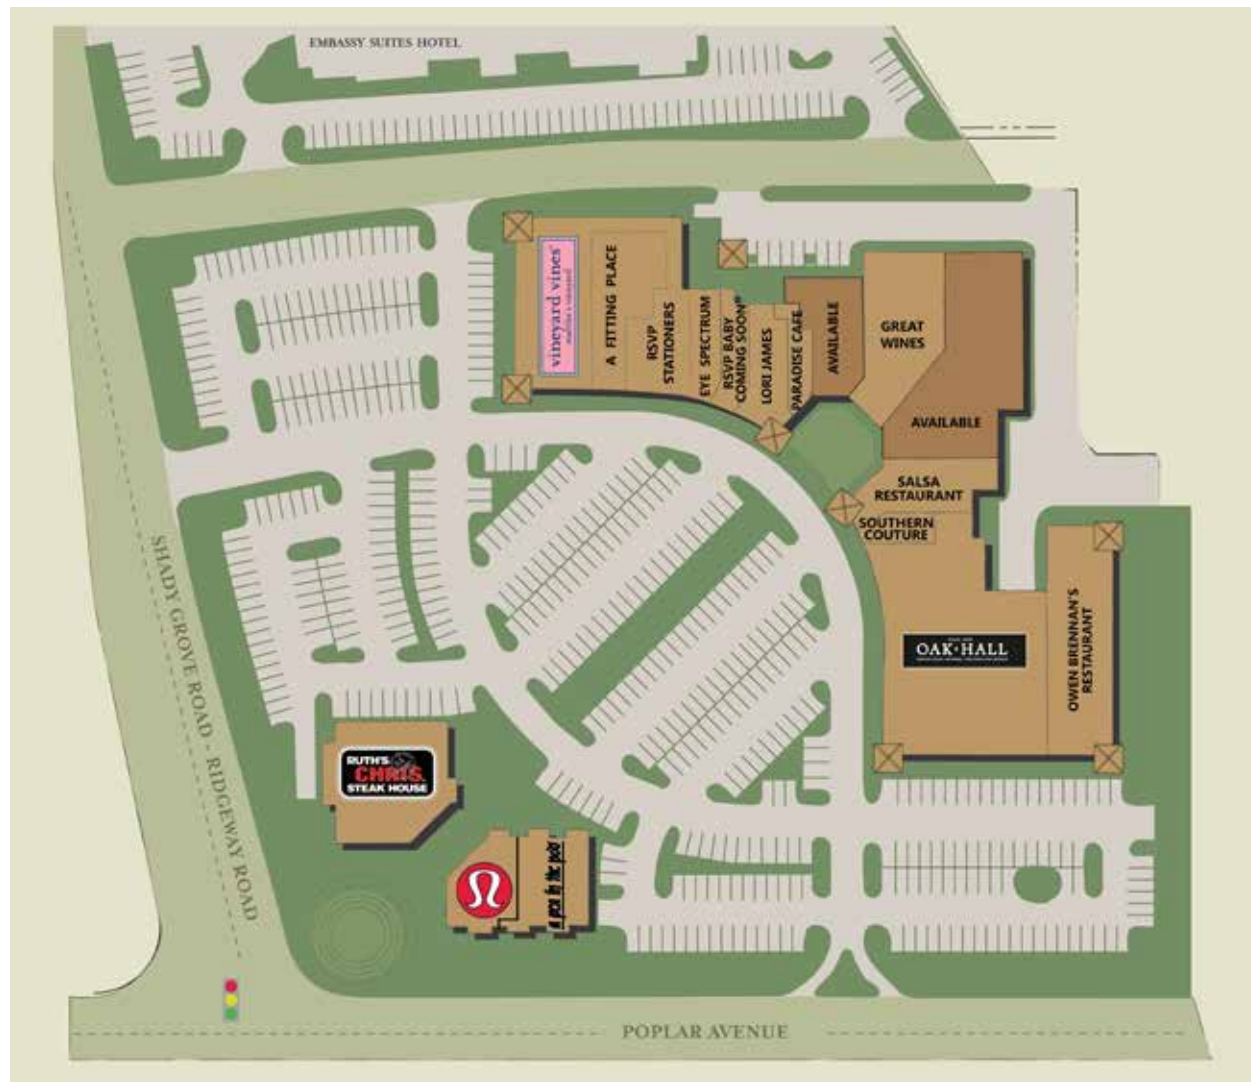 EMBASSY SUITES HOTEL
vineyard vines
A FITTING PLACE
RSVP
STATIONERS
EYE SPECTRUM
RSVP BABY
COMING SOON!!
LORI JAMES
PARADISE CAFE
AVAILABLE
GREAT
WINES
AVAILABLE
SALSA
RESTAURANT
SOUTHERN
COUTURE
OAK HALL
OWEN BRENNAN'S
RESTAURANT
SHADY GROVE ROAD - RIDGEWAY ROAD
RUTH'S
CHRIS
STEAK HOUSE
a pea in the pod
POPLAR AVENUE